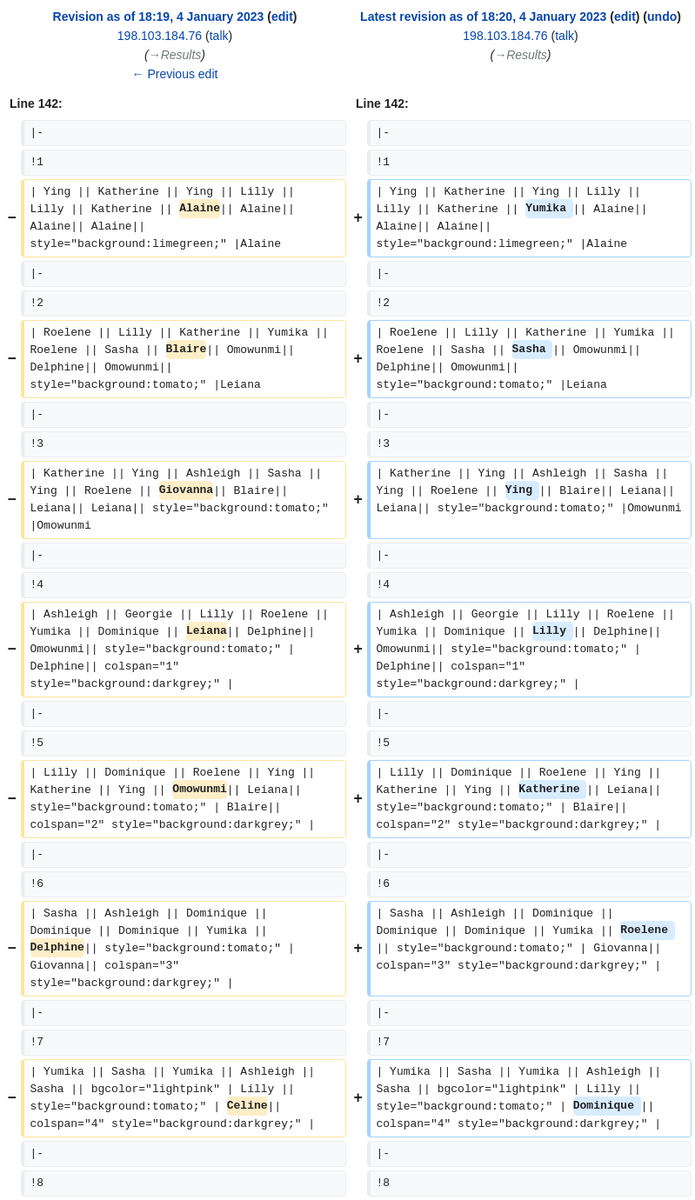 Revision as of 18:19, 4 January 2023 (edit)
198.103.184.76 (talk)
(→Results)
← Previous edit
Latest revision as of 18:20, 4 January 2023 (edit) (undo)
198.103.184.76 (talk)
(→Results)
Line 142:
Line 142:
|-
|-
!1
!1
− | Ying || Katherine || Ying || Lilly ||
Lilly || Katherine || Alaine|| Alaine||
Alaine|| Alaine||
style="background:limegreen;" |Alaine
+ | Ying || Katherine || Ying || Lilly ||
Lilly || Katherine || Yumika || Alaine||
Alaine|| Alaine||
style="background:limegreen;" |Alaine
|-
|-
!2
!2
− | Roelene || Lilly || Katherine || Yumika ||
Roelene || Sasha || Blaire|| Omowunmi||
Delphine|| Omowunmi||
style="background:tomato;" |Leiana
+ | Roelene || Lilly || Katherine || Yumika ||
Roelene || Sasha || Sasha || Omowunmi||
Delphine|| Omowunmi||
style="background:tomato;" |Leiana
|-
|-
!3
!3
− | Katherine || Ying || Ashleigh || Sasha ||
Ying || Roelene || Giovanna|| Blaire||
Leiana|| Leiana|| style="background:tomato;"
|Omowunmi
+ | Katherine || Ying || Ashleigh || Sasha ||
Ying || Roelene || Ying || Blaire|| Leiana||
Leiana|| style="background:tomato;" |Omowunmi
|-
|-
!4
!4
− | Ashleigh || Georgie || Lilly || Roelene ||
Yumika || Dominique || Leiana|| Delphine||
Omowunmi|| style="background:tomato;" |
Delphine|| colspan="1"
style="background:darkgrey;" |
+ | Ashleigh || Georgie || Lilly || Roelene ||
Yumika || Dominique || Lilly || Delphine||
Omowunmi|| style="background:tomato;" |
Delphine|| colspan="1"
style="background:darkgrey;" |
|-
|-
!5
!5
− | Lilly || Dominique || Roelene || Ying ||
Katherine || Ying || Omowunmi|| Leiana||
style="background:tomato;" | Blaire||
colspan="2" style="background:darkgrey;" |
+ | Lilly || Dominique || Roelene || Ying ||
Katherine || Ying || Katherine || Leiana||
style="background:tomato;" | Blaire||
colspan="2" style="background:darkgrey;" |
|-
|-
!6
!6
− | Sasha || Ashleigh || Dominique ||
Dominique || Dominique || Yumika ||
Delphine|| style="background:tomato;" |
Giovanna|| colspan="3"
style="background:darkgrey;" |
+ | Sasha || Ashleigh || Dominique ||
Dominique || Dominique || Yumika || Roelene
|| style="background:tomato;" | Giovanna||
colspan="3" style="background:darkgrey;" |
|-
|-
!7
!7
− | Yumika || Sasha || Yumika || Ashleigh ||
Sasha || bgcolor="lightpink" | Lilly ||
style="background:tomato;" | Celine||
colspan="4" style="background:darkgrey;" |
+ | Yumika || Sasha || Yumika || Ashleigh ||
Sasha || bgcolor="lightpink" | Lilly ||
style="background:tomato;" | Dominique ||
colspan="4" style="background:darkgrey;" |
|-
|-
!8
!8